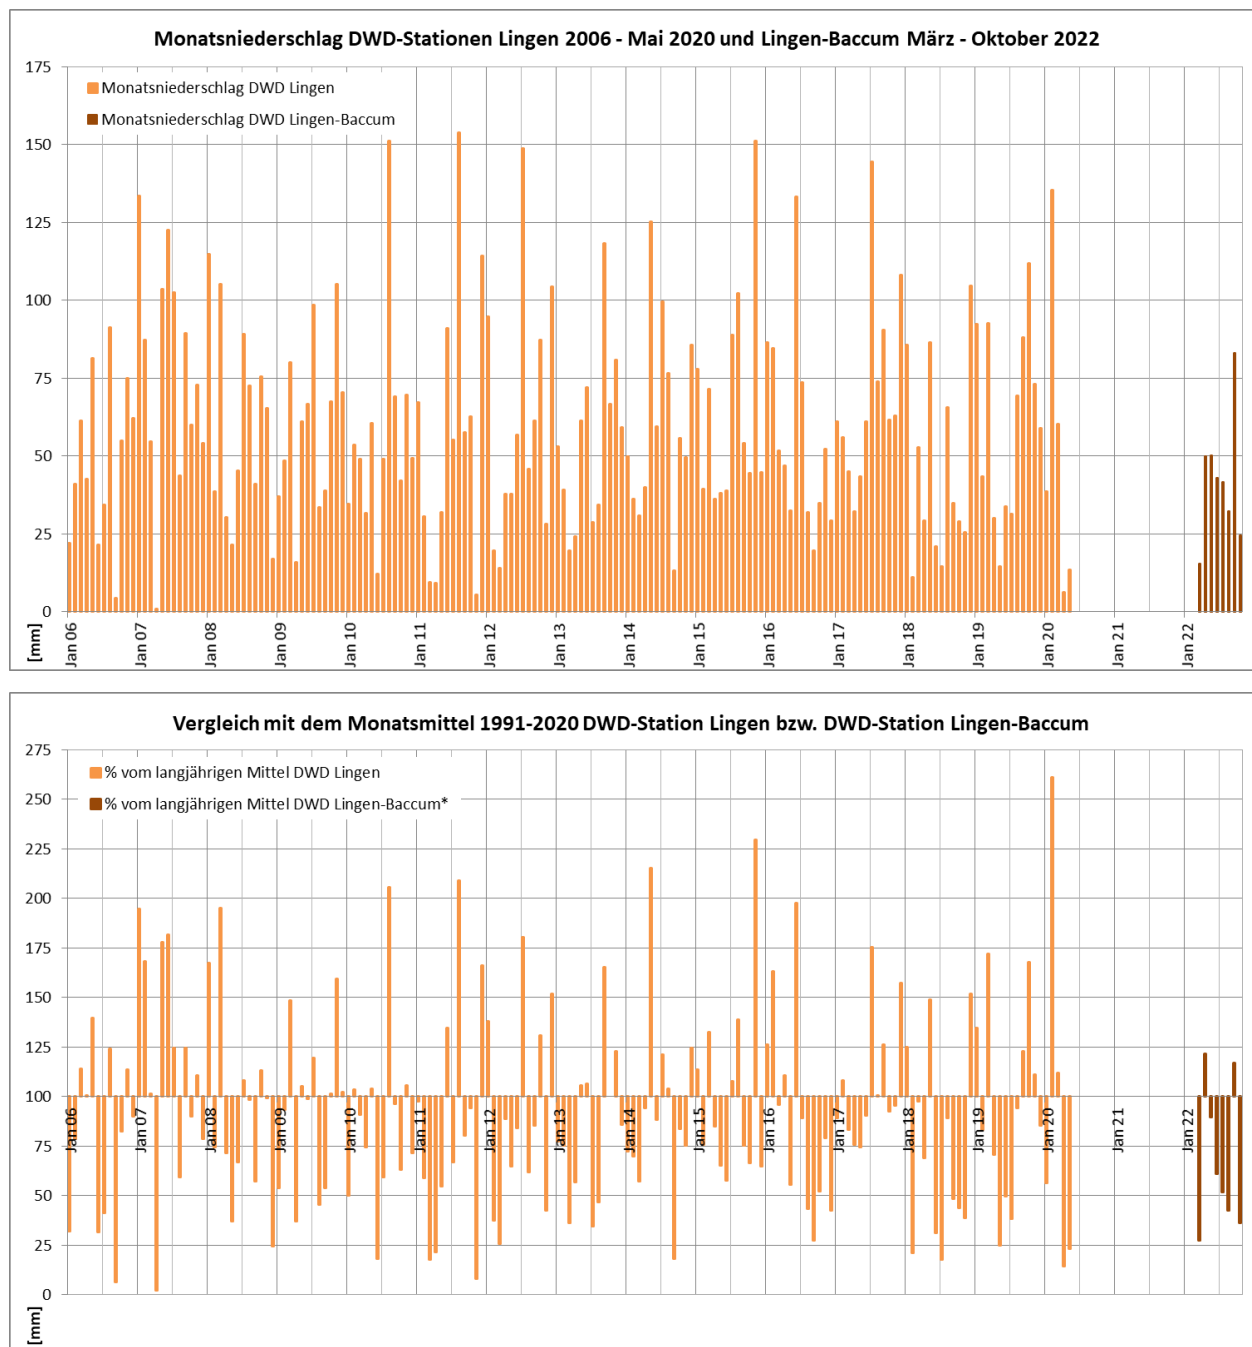 Monatsniederschlag DWD-Stationen Lingen 2006 - Mai 2020 und Lingen-Baccum März - Oktober 2022
175
Monatsniederschlag DWD Lingen
Monatsniederschlag DWD Lingen-Baccum
150
125
100
75
50
25
0
[mm]
Jan 06
Jan 07
Jan 08
Jan 09
Jan 10
Jan 11
Jan 12
Jan 13
Jan 14
Jan 15
Jan 16
Jan 17
Jan 18
Jan 19
Jan 20
Jan 21
Jan 22
Vergleich mit dem Monatsmittel 1991-2020 DWD-Station Lingen bzw. DWD-Station Lingen-Baccum
275
% vom langjährigen Mittel DWD Lingen
% vom langjährigen Mittel DWD Lingen-Baccum*
250
225
200
175
150
125
100
75
50
25
0
[mm]
Jan 06
Jan 07
Jan 08
Jan 09
Jan 10
Jan 11
Jan 12
Jan 13
Jan 14
Jan 15
Jan 16
Jan 17
Jan 18
Jan 19
Jan 20
Jan 21
Jan 22